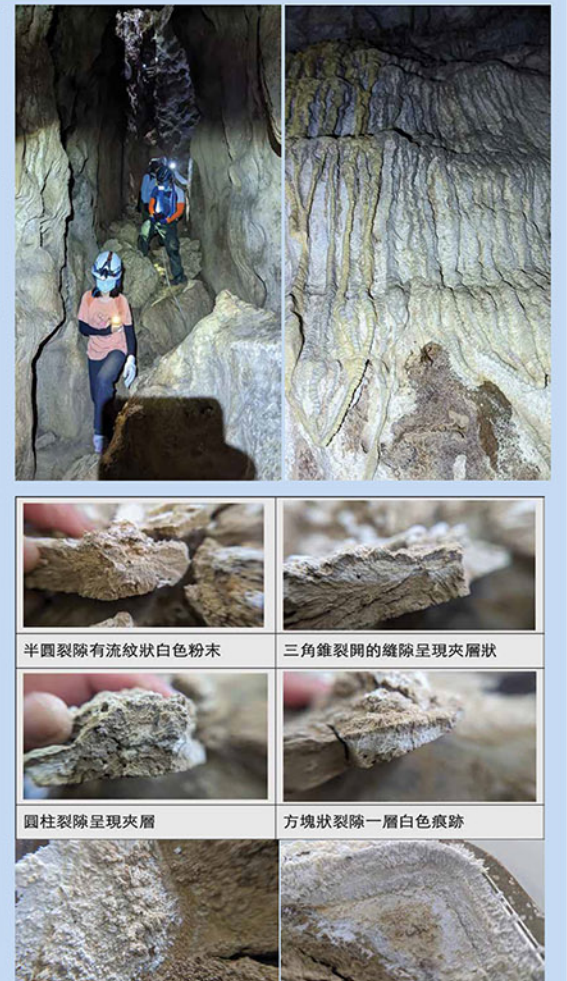 半圓裂隙有流紋狀白色粉末
三角錐裂開的縫隙呈現夾層狀
圓柱裂隙呈現夾層
方塊狀裂隙一層白色痕跡